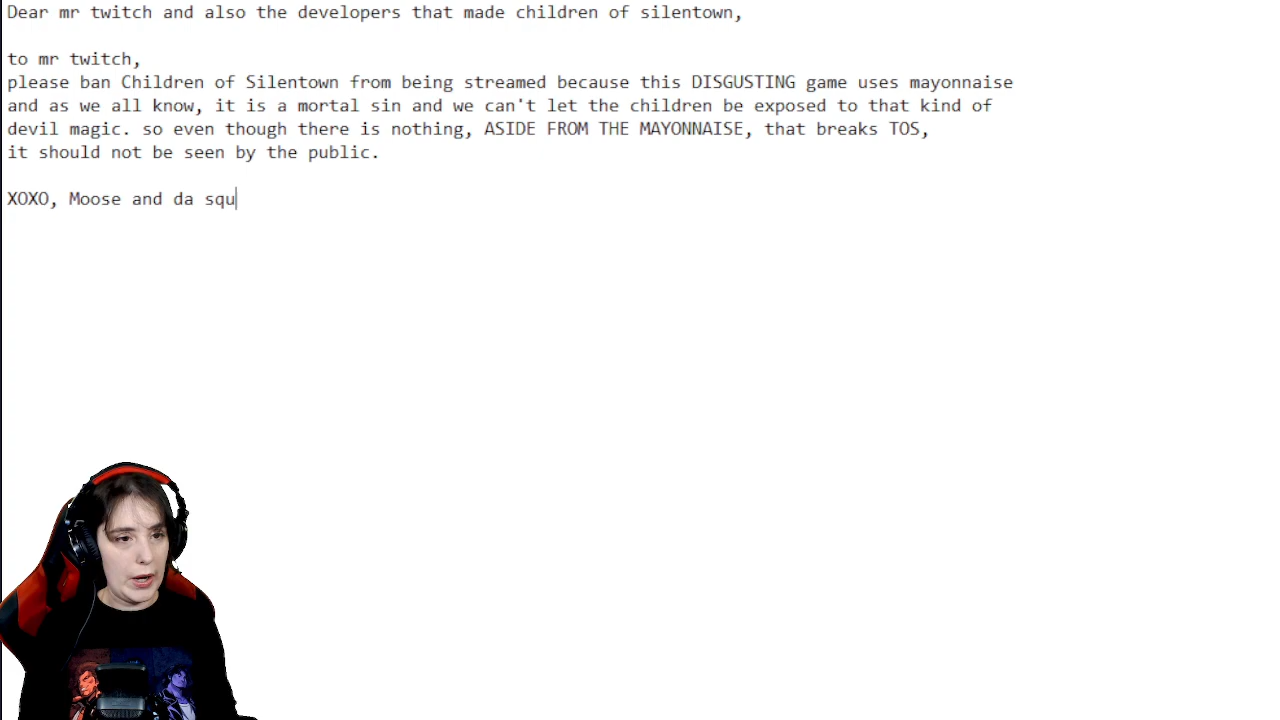 Dear mr twitch and also the developers that made children of silentown,
to mr twitch,
please ban Children of Silentown from being streamed because this DISGUSTING game uses mayonnaise
and as we all know, it is a mortal sin and we can't let the children be exposed to that kind of
devil magic. so even though there is nothing, ASIDE FROM THE MAYONNAISE, that breaks TOS,
it should not be seen by the public.
XOXO, Moose and da squ